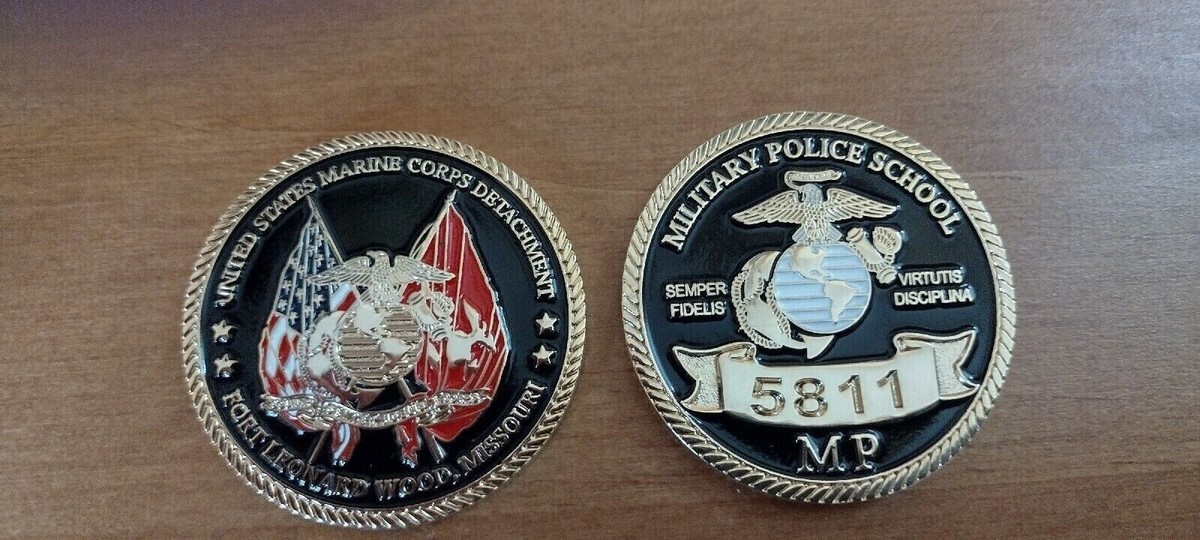 UNITED STATES MARINE CORPS DETACHMENT
FORT LEONARD WOOD, MISSOURI
MILITARY POLICE SCHOOL
SEMPER
FIDELIS
VIRTUTIS
DISCIPLINA
5811
MP